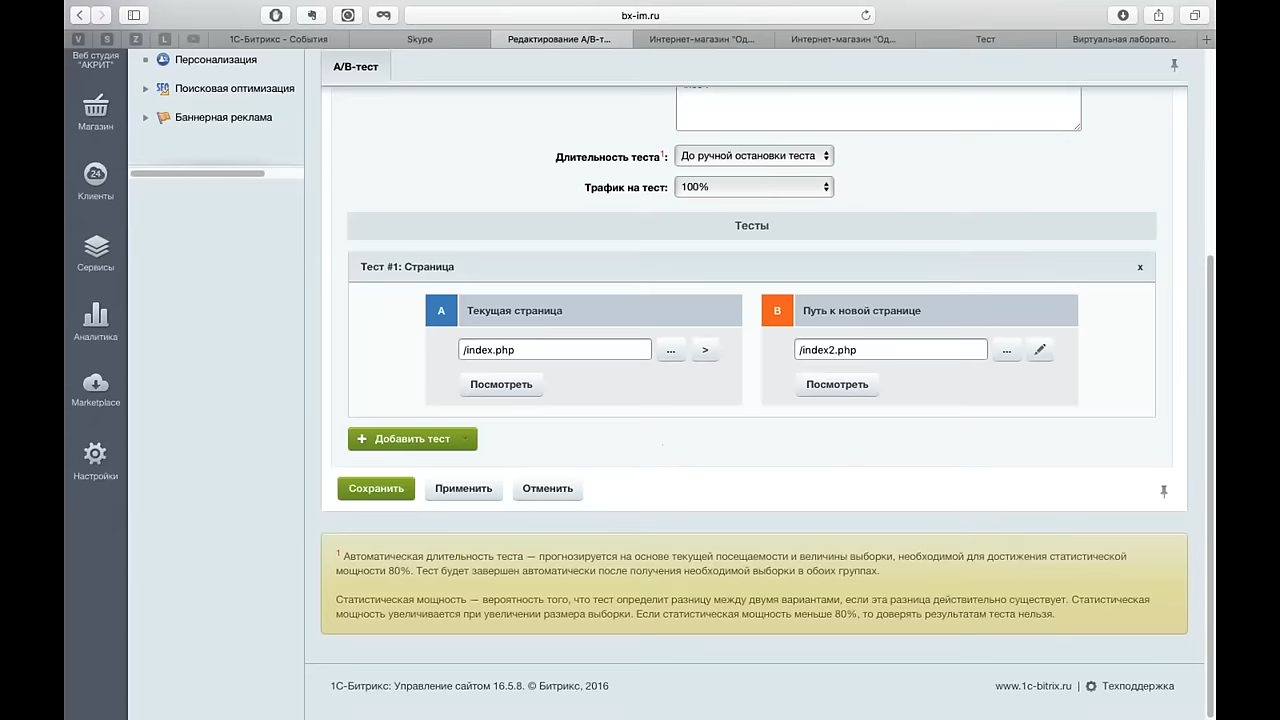 bx-im.ru
V S Z L 1С-Битрикс - События Skype Редактирование A/B-т... Интернет-магазин "Од... Интернет-магазин "Од... Тест Виртуальная лаборато...
Веб студия
"АКРИТ"
Магазин
24
Клиенты
Сервисы
Аналитика
Marketplace
Настройки
Персонализация
SEO Поисковая оптимизация
Баннерная реклама
A/B-тест
Длительность теста1: До ручной остановки теста
Трафик на тест: 100%
Тесты
Тест #1: Страница x
A Текущая страница B Путь к новой странице
/index.php ... > /index2.php ...
Посмотреть Посмотреть
+ Добавить тест
Сохранить Применить Отменить
1 Автоматическая длительность теста — прогнозируется на основе текущей посещаемости и величины выборки, необходимой для достижения статистической
мощности 80%. Тест будет завершен автоматически после получения необходимой выборки в обоих группах.
Статистическая мощность — вероятность того, что тест определит разницу между двумя вариантами, если эта разница действительно существует. Статистическая
мощность увеличивается при увеличении размера выборки. Если статистическая мощность меньше 80%, то доверять результатам теста нельзя.
1С-Битрикс: Управление сайтом 16.5.8. © Битрикс, 2016 www.1c-bitrix.ru | Техподдержка